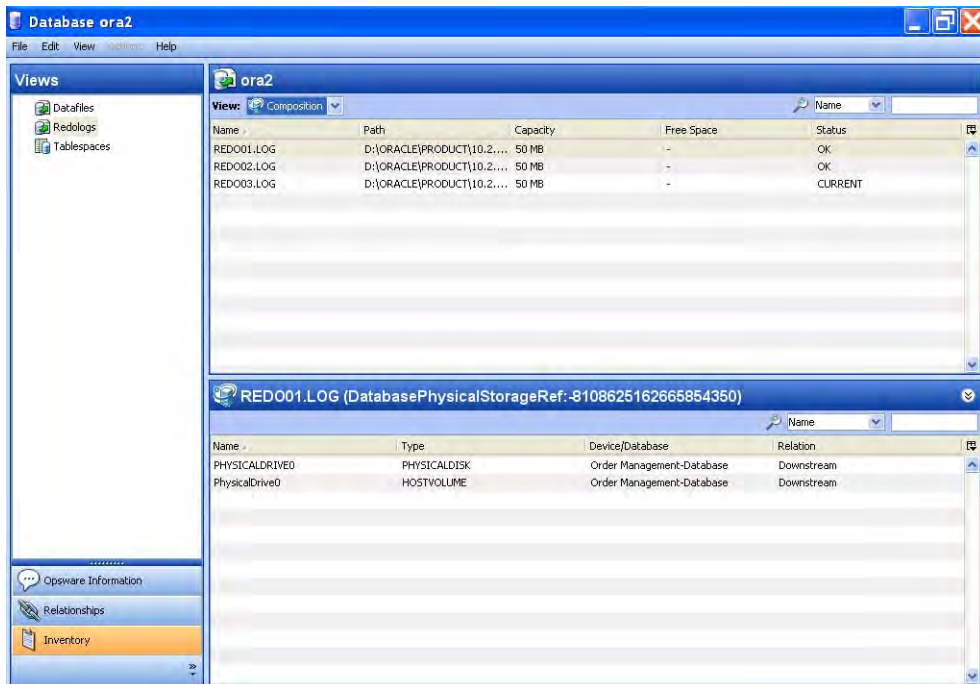 Database ora2
File Edit View Actions Help
Views
Datafiles
Redologs
Tablespaces
Opsware Information
Relationships
Inventory
ora2
View: Composition Name
Name Path Capacity Free Space Status
REDO01.LOG D:\ORACLE\PRODUCT\10.2.... 50 MB - OK
REDO02.LOG D:\ORACLE\PRODUCT\10.2.... 50 MB - OK
REDO03.LOG D:\ORACLE\PRODUCT\10.2.... 50 MB - CURRENT
REDO01.LOG (DatabasePhysicalStorageRef:-8108625162665854350)
Name
Name Type Device/Database Relation
PHYSICALDRIVE0 PHYSICALDISK Order Management-Database Downstream
PhysicalDrive0 HOSTVOLUME Order Management-Database Downstream